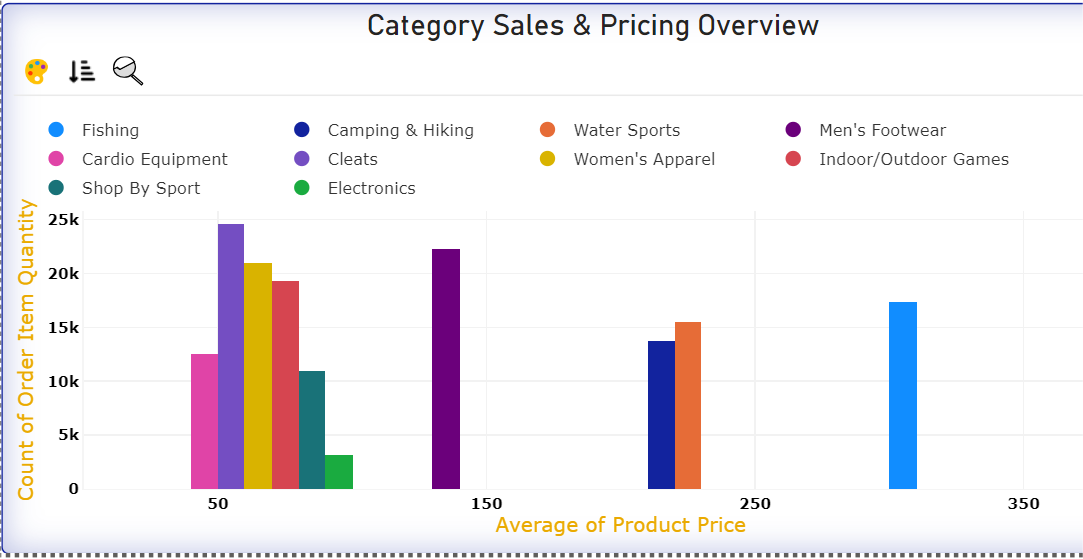 Category Sales & Pricing Overview
Fishing Camping & Hiking Water Sports Men's Footwear
Cardio Equipment Cleats Women's Apparel Indoor/Outdoor Games
Shop By Sport Electronics
Count of Order Item Quantity
25k
20k
15k
10k
5k
0
50 150 250 350
Average of Product Price